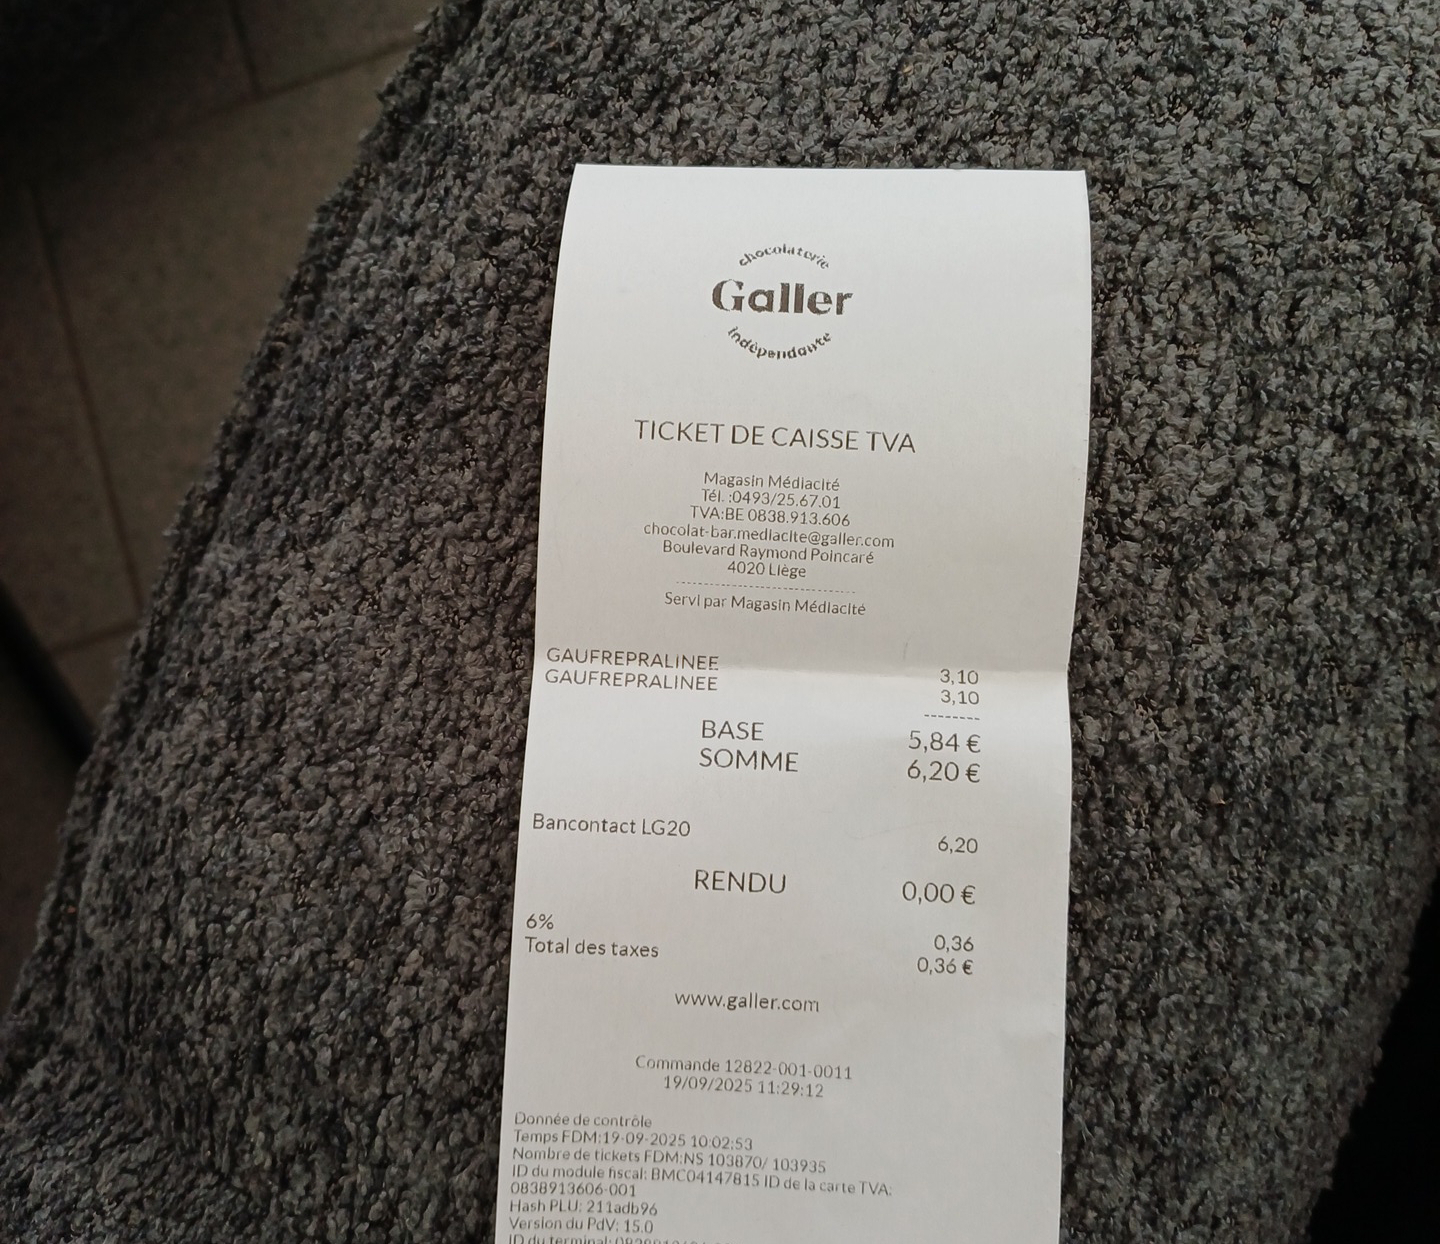 chocolaterie
Galler
indépendante
TICKET DE CAISSE TVA
Magasin Médiacité
Tél. :0493/25.67.01
TVA:BE 0838.913.606
chocolat-bar.mediacite@galler.com
Boulevard Raymond Poincaré
4020 Liège
Servi par Magasin Médiacité
GAUFREPRALINEE 3,10
GAUFREPRALINEE 3,10
BASE 5,84 €
SOMME 6,20 €
Bancontact LG20 6,20
RENDU 0,00 €
6% 0,36
Total des taxes 0,36 €
www.galler.com
Commande 12822-001-0011
19/09/2025 11:29:12
Donnée de contrôle
Temps FDM:19-09-2025 10:02:53
Nombre de tickets FDM:NS 103870/ 103935
ID du module fiscal: BMC04147815 ID de la carte TVA:
0838913606-001
Hash PLU: 211adb96
Version du PdV: 15.0
ID du terminal: